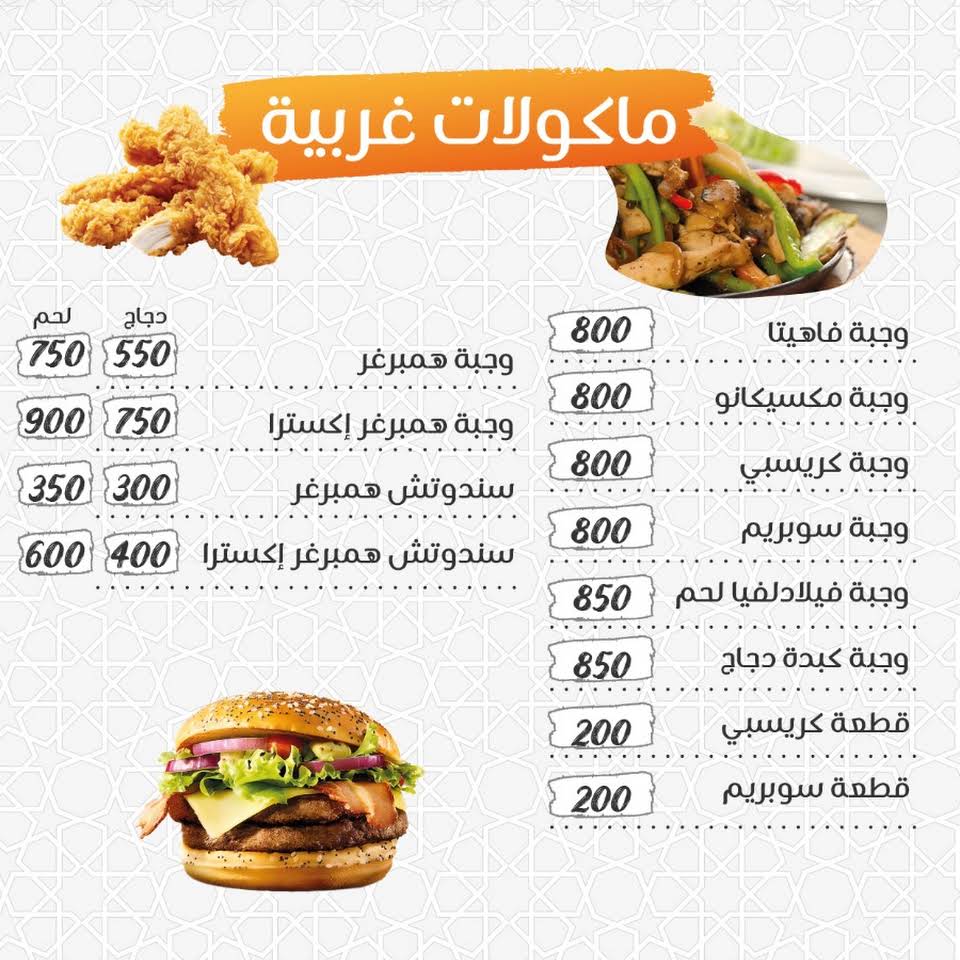 ماكولات غربية
وجبة فاهيتا 800
وجبة مكسيكانو 800
وجبة كريسبي 800
وجبة سوبريم 800
وجبة فيلادلفيا لحم 850
وجبة كبدة دجاج 850
قطعة كريسبي 200
قطعة سوبريم 200
دجاج لحم
وجبة همبرغر 550 750
وجبة همبرغر إكسترا 750 900
سندوتش همبرغر 300 350
سندوتش همبرغر إكسترا 400 600